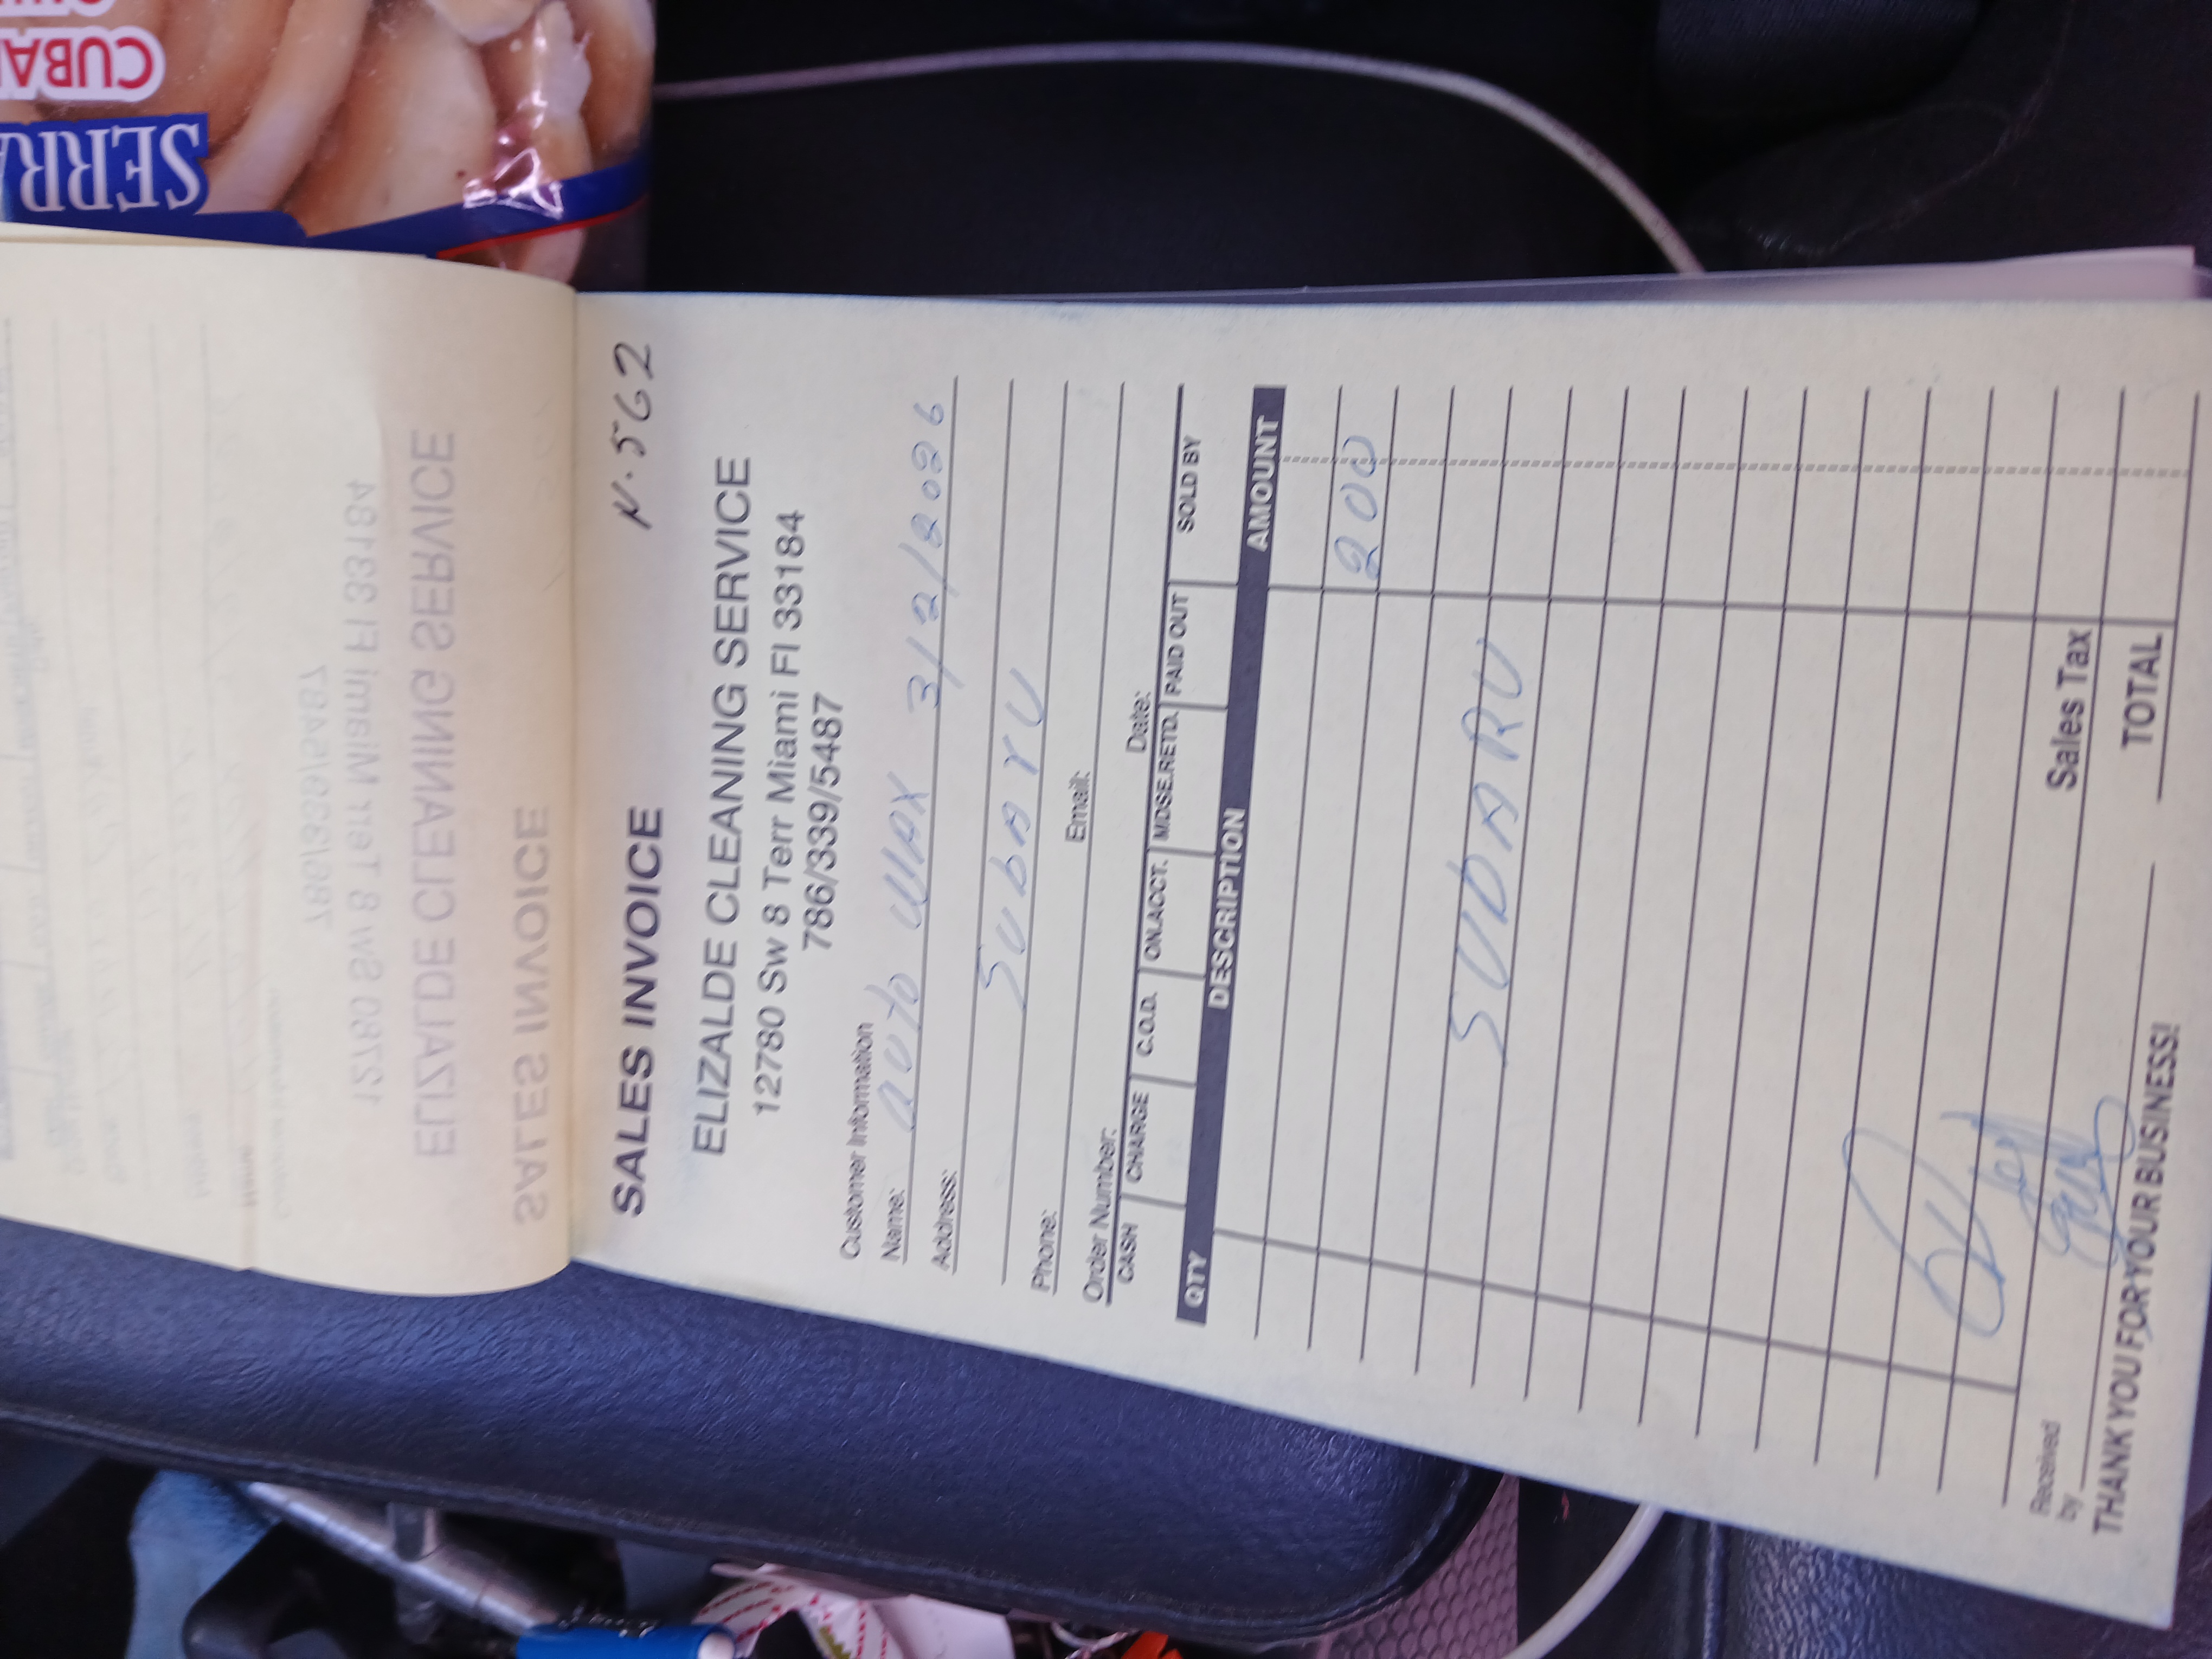 CUBA
SERR
N. 562
SALES INVOICE
ELIZALDE CLEANING SERVICE
12780 Sw 8 Terr Miami Fl 33184
786/339/5487
Customer Information
Name: auto WAX 3/2/2026
Address:
SUbArU
Phone: Email:
Order Number: Date:
CASH CHARGE C.O.D. ON.ACCT. MDSE.RETD. PAID OUT SOLD BY
QTY DESCRIPTION AMOUNT
200
SUbARU
Sales Tax
Received by
TOTAL
THANK YOU FOR YOUR BUSINESS!
SALES INVOICE
ELIZALDE CLEANING SERVICE
12780 Sw 8 Terr Miami Fl 33184
786/339/5487